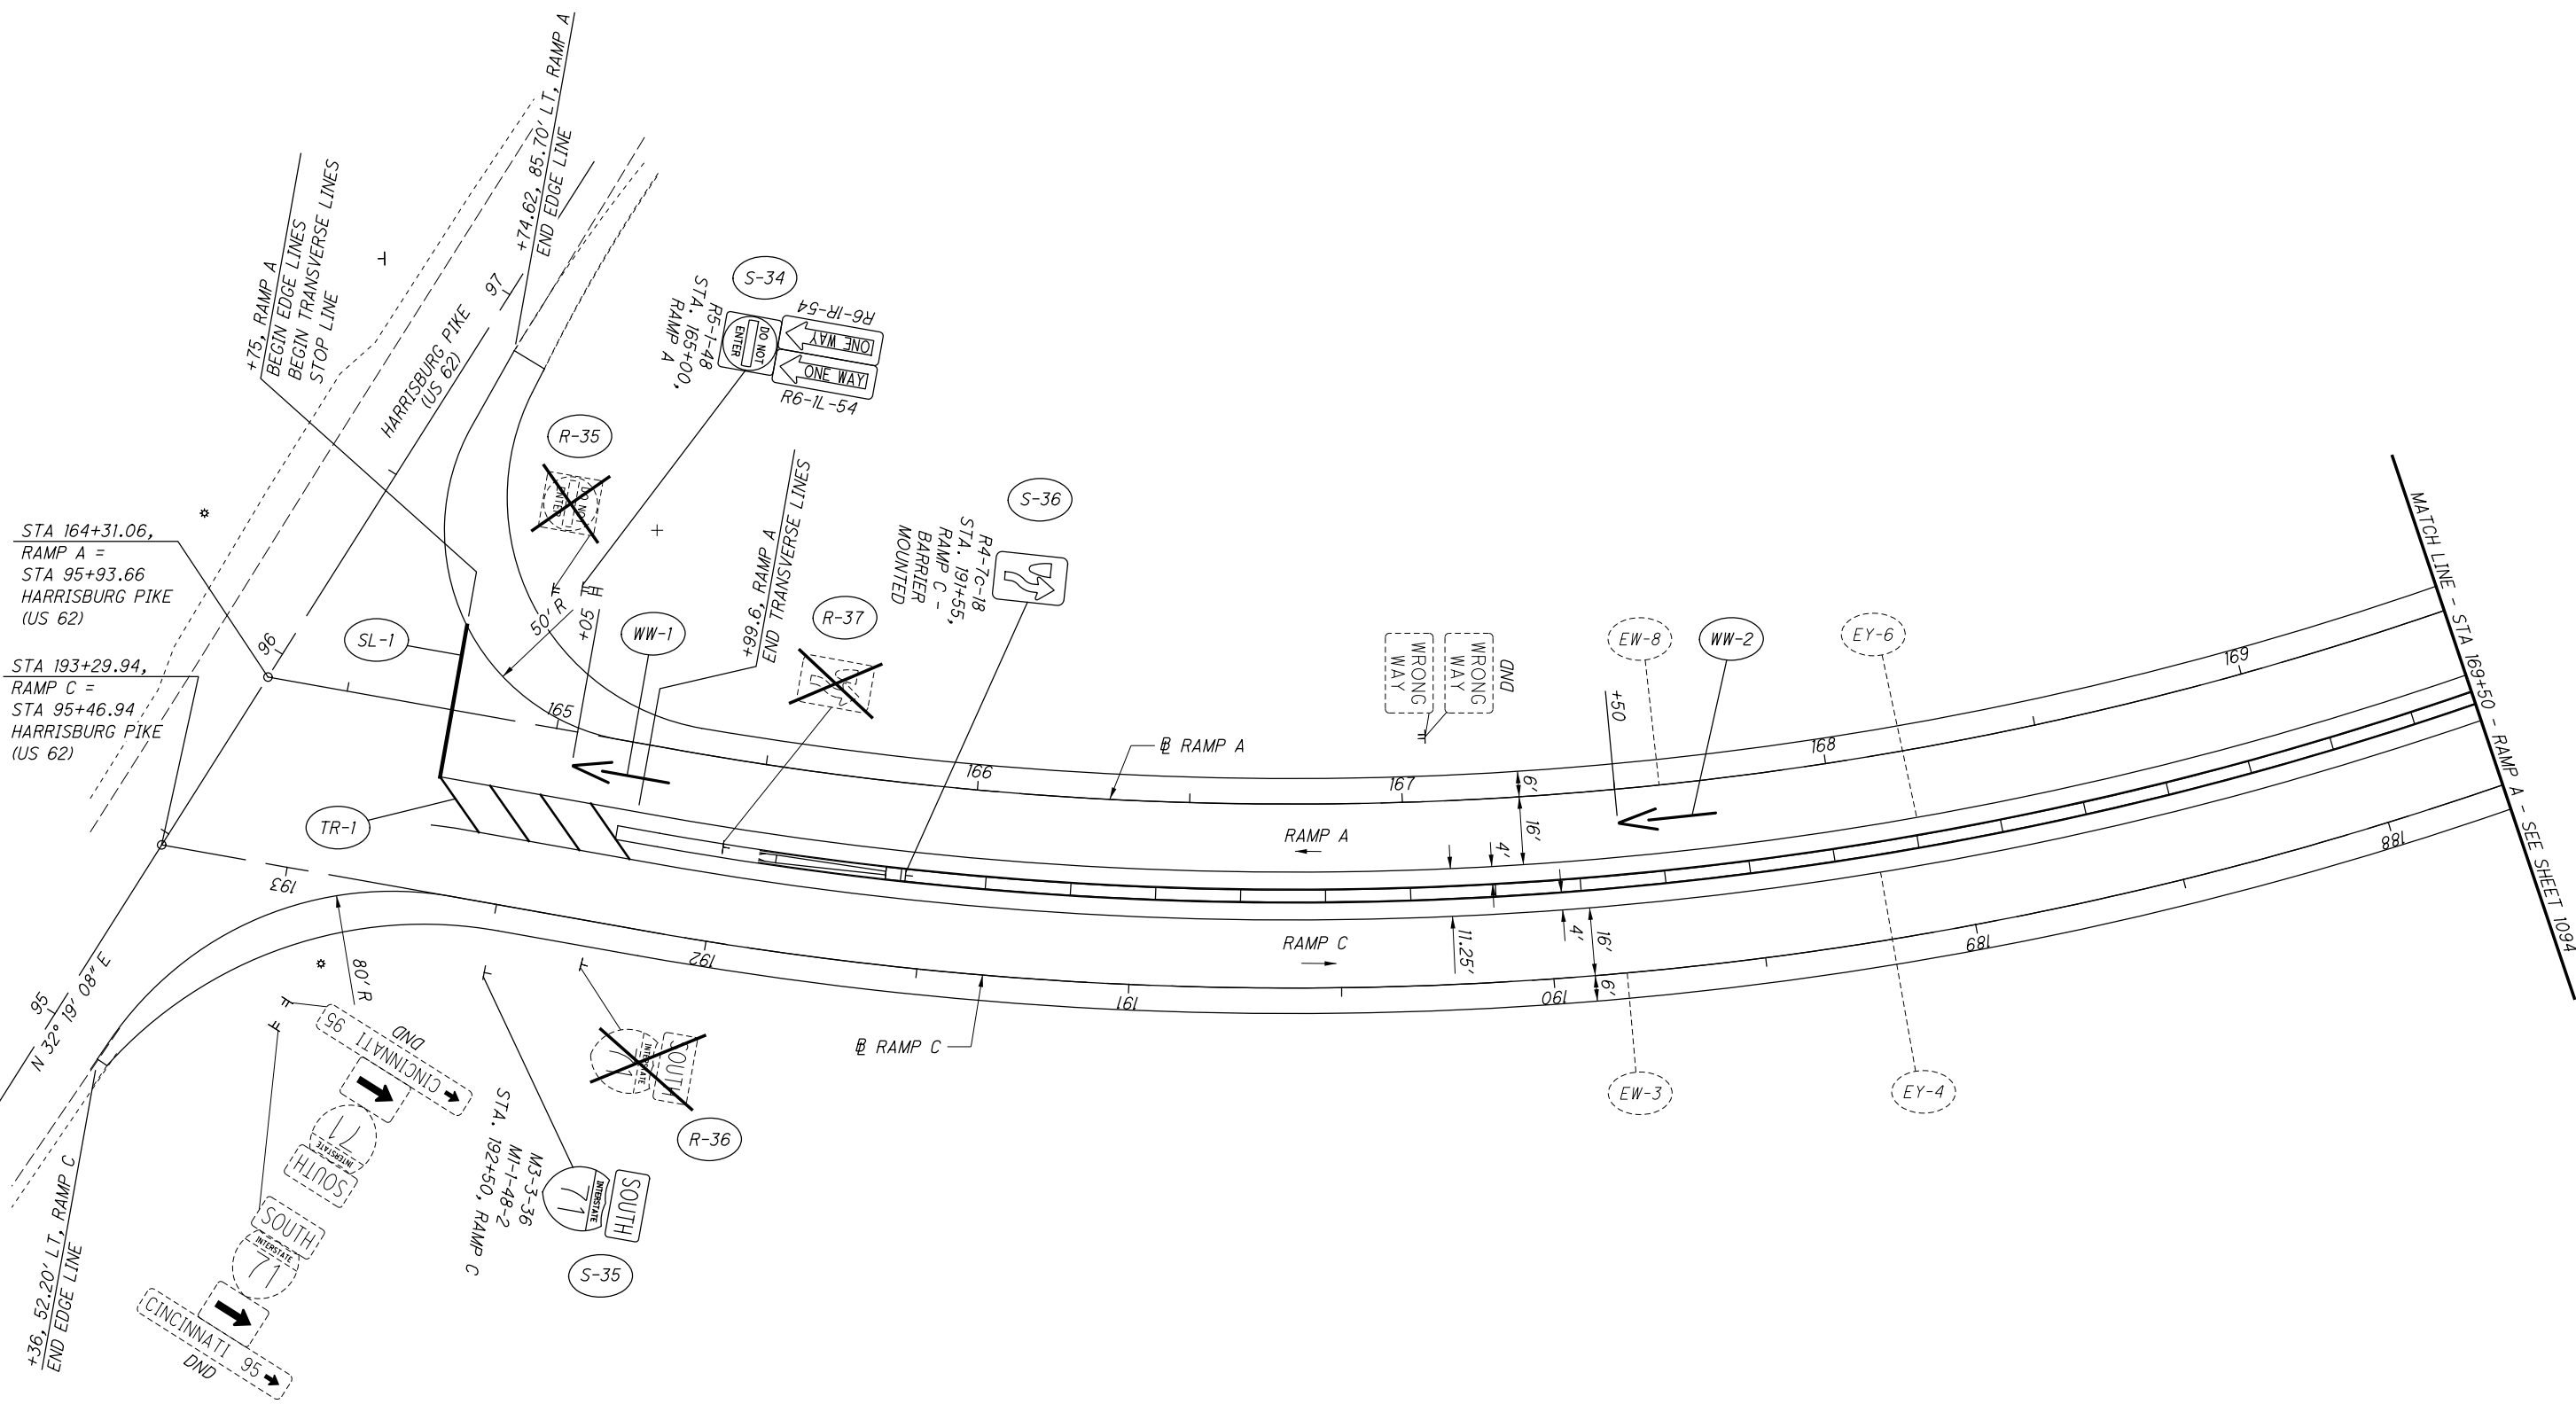 +75, RAMP A
BEGIN EDGE LINES
BEGIN TRANSVERSE LINES
STOP LINE
+74.62, 85.70' LT, RAMP A
END EDGE LINE
HARRISBURG PIKE
(US 62)
97
96
95
N 32° 19' 08" E
STA 164+31.06,
RAMP A =
STA 95+93.66
HARRISBURG PIKE
(US 62)
STA 193+29.94,
RAMP C =
STA 95+46.94
HARRISBURG PIKE
(US 62)
S-34
R5-1-48
STA. 165+00,
RAMP A
DO NOT
ENTER
ONE WAY
ONE WAY
R6-1R-54
R6-1L-54
R-35
DO NOT
ENTER
50' R
+05
SL-1
WW-1
+99.6, RAMP A
END TRANSVERSE LINES
R-37
S-36
R4-7c-18
STA. 191+55,
RAMP C -
BARRIER
MOUNTED
TR-1
165
166
167
168
169
℄ RAMP A
WRONG
WAY
WRONG
WAY
DND
EW-8
+50
WW-2
EY-6
MATCH LINE - STA 169+50 - RAMP A - SEE SHEET 1094
RAMP A
6'
16'
4'
RAMP C
11.25'
4'
16'
6'
193
192
191
190
189
188
℄ RAMP C
EW-3
EY-4
80' R
CINCINNATI 95
DND
71
INTERSTATE
SOUTH
SOUTH
INTERSTATE
71
CINCINNATI 95
DND
+36, 52.20' LT, RAMP C
END EDGE LINE
SOUTH
INTERSTATE
71
R-36
M3-3-36
M1-1-48-2
STA. 192+50, RAMP C
SOUTH
INTERSTATE
71
S-35